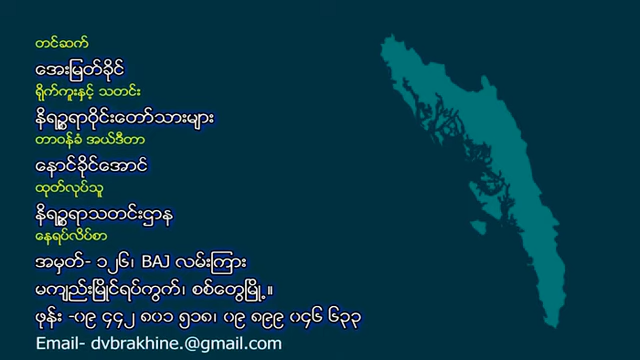 တင်ဆက်
အေးမြတ်ခိုင်
ရိုက်ကူးနှင့် သတင်း
နိရဉ္စရာဝိုင်းတော်သားများ
တာဝန်ခံ အယ်ဒီတာ
နောင်ခိုင်အောင်
ထုတ်လုပ်သူ
နိရဉ္စရာသတင်းဌာန
နေရပ်လိပ်စာ
အမှတ်- ၁၂၆၊ BAJ လမ်းကြား
မကျည်းမြိုင်ရပ်ကွက်၊ စစ်တွေမြို့။
ဖုန်း -၀၉ ၄၄၂ ၈၀၁ ၅၁၈၊ ၀၉ ၈၉၉ ၀၄၆ ၆၃၃
Email- dvbrakhine.@gmail.com